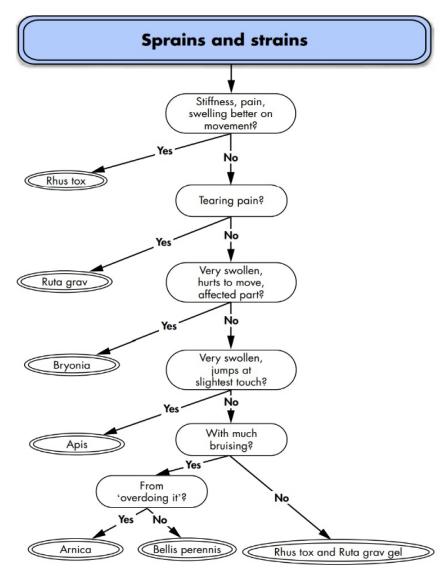 Sprains and strains
Stiffness, pain,
swelling better on
movement?
Yes
No
Rhus tox
Tearing pain?
Yes
No
Ruta grav
Very swollen,
hurts to move,
affected part?
Yes
No
Bryonia
Very swollen,
jumps at
slightest touch?
Yes
No
Apis
With much
bruising?
Yes
No
From
'overdoing it'?
Yes
No
Arnica
Bellis perennis
Rhus tox and Ruta grav gel